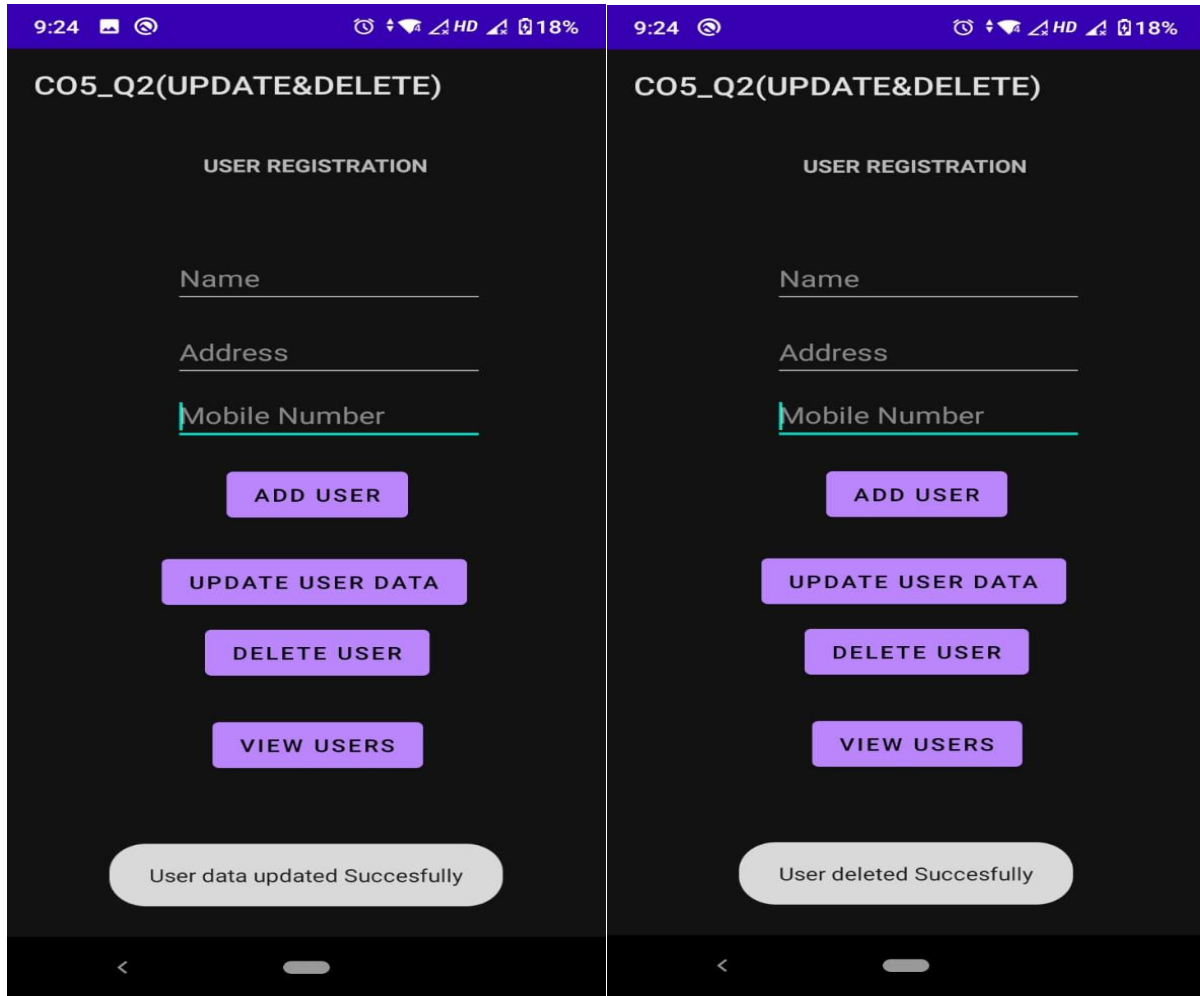 9:24
HD
18%
CO5_Q2(UPDATE&DELETE)
USER REGISTRATION
Name
Address
Mobile Number
ADD USER
UPDATE USER DATA
DELETE USER
VIEW USERS
User data updated Succesfully
9:24
HD
18%
CO5_Q2(UPDATE&DELETE)
USER REGISTRATION
Name
Address
Mobile Number
ADD USER
UPDATE USER DATA
DELETE USER
VIEW USERS
User deleted Succesfully